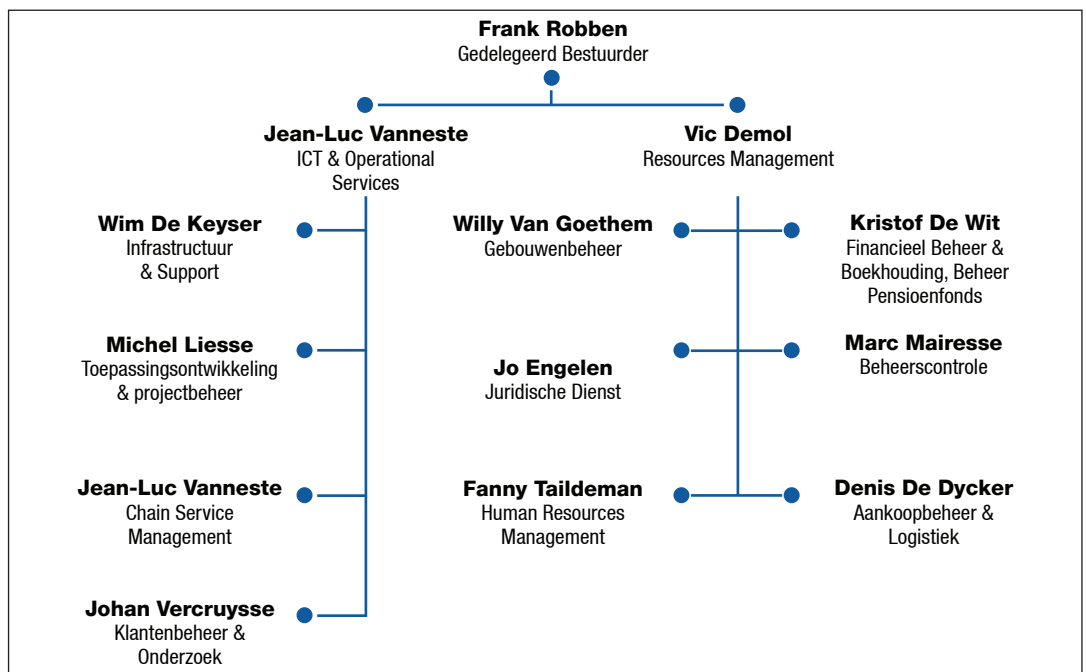 Frank Robben
Gedelegeerd Bestuurder
Jean-Luc Vanneste
ICT & Operational
Services
Vic Demol
Resources Management
Wim De Keyser
Infrastructuur
& Support
Willy Van Goethem
Gebouwenbeheer
Kristof De Wit
Financieel Beheer &
Boekhouding, Beheer
Pensioenfonds
Michel Liesse
Toepassingsontwikkeling
& projectbeheer
Jo Engelen
Juridische Dienst
Marc Mairesse
Beheerscontrole
Jean-Luc Vanneste
Chain Service
Management
Fanny Taildeman
Human Resources
Management
Denis De Dycker
Aankoopbeheer &
Logistiek
Johan Vercruysse
Klantenbeheer &
Onderzoek